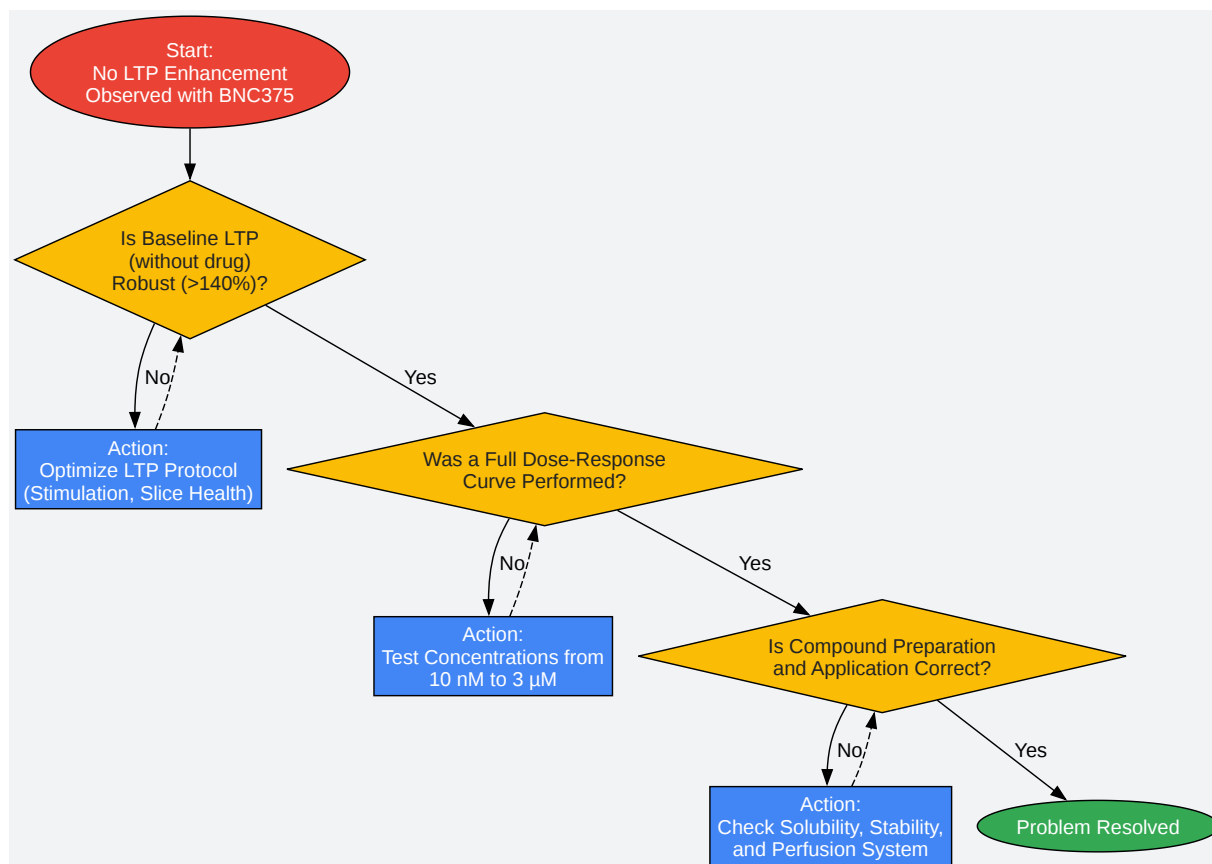 Start:
No LTP Enhancement
Observed with BNC375
Is Baseline LTP
(without drug)
Robust (>140%)?
No
Yes
Action:
Optimize LTP Protocol
(Stimulation, Slice Health)
Was a Full Dose-Response
Curve Performed?
No
Yes
Action:
Test Concentrations from
10 nM to 3 µM
Is Compound Preparation
and Application Correct?
No
Yes
Action:
Check Solubility, Stability,
and Perfusion System
Problem Resolved